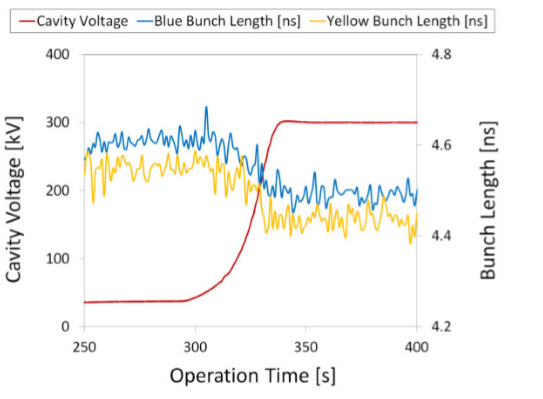 Cavity Voltage Blue Bunch Length [ns] Yellow Bunch Length [ns]
400
300
200
100
0
Cavity Voltage [kV]
4.8
4.6
4.4
4.2
Bunch Length [ns]
250 300 350 400
Operation Time [s]